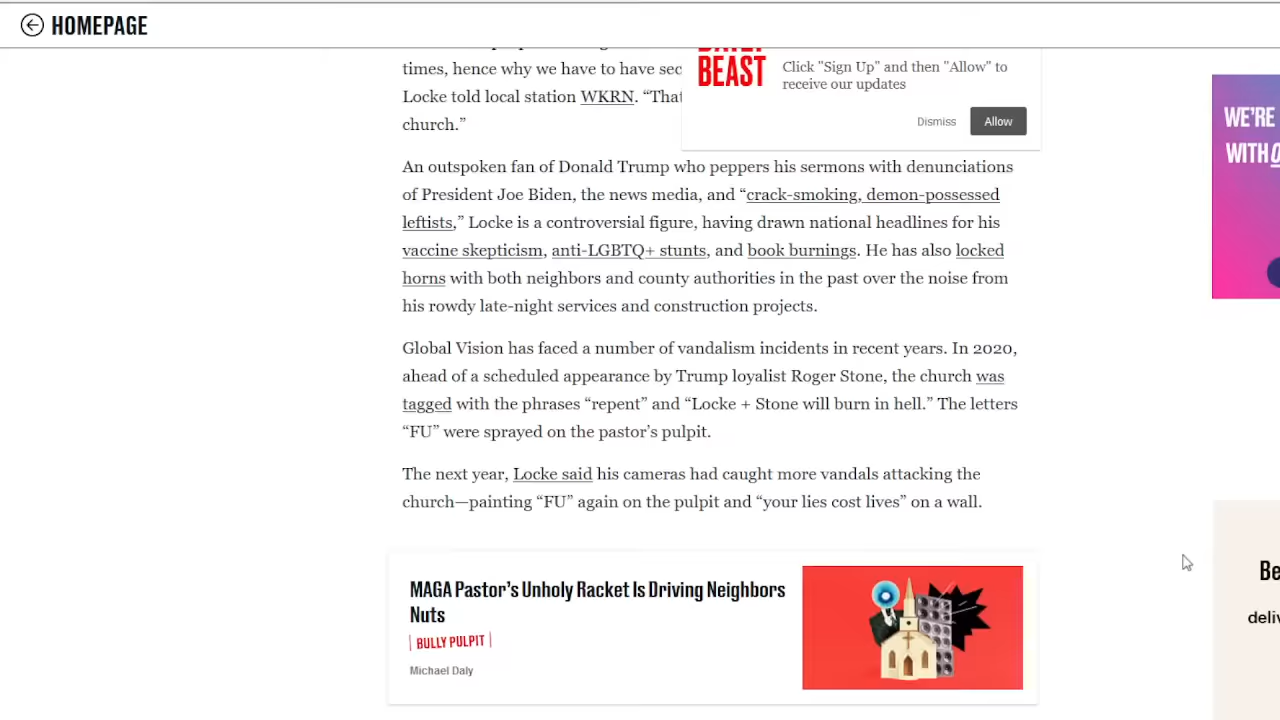 HOMEPAGE
BEAST
Click "Sign Up" and then "Allow" to
receive our updates
Dismiss
Allow
times, hence why we have to have sec
Locke told local station WKRN. “That
church.”
An outspoken fan of Donald Trump who peppers his sermons with denunciations
of President Joe Biden, the news media, and “crack-smoking, demon-possessed
leftists,” Locke is a controversial figure, having drawn national headlines for his
vaccine skepticism, anti-LGBTQ+ stunts, and book burnings. He has also locked
horns with both neighbors and county authorities in the past over the noise from
his rowdy late-night services and construction projects.
Global Vision has faced a number of vandalism incidents in recent years. In 2020,
ahead of a scheduled appearance by Trump loyalist Roger Stone, the church was
tagged with the phrases “repent” and “Locke + Stone will burn in hell.” The letters
“FU” were sprayed on the pastor’s pulpit.
The next year, Locke said his cameras had caught more vandals attacking the
church—painting “FU” again on the pulpit and “your lies cost lives” on a wall.
MAGA Pastor’s Unholy Racket Is Driving Neighbors
Nuts
BULLY PULPIT
Michael Daly
WE’RE
WITH
Be
deliv